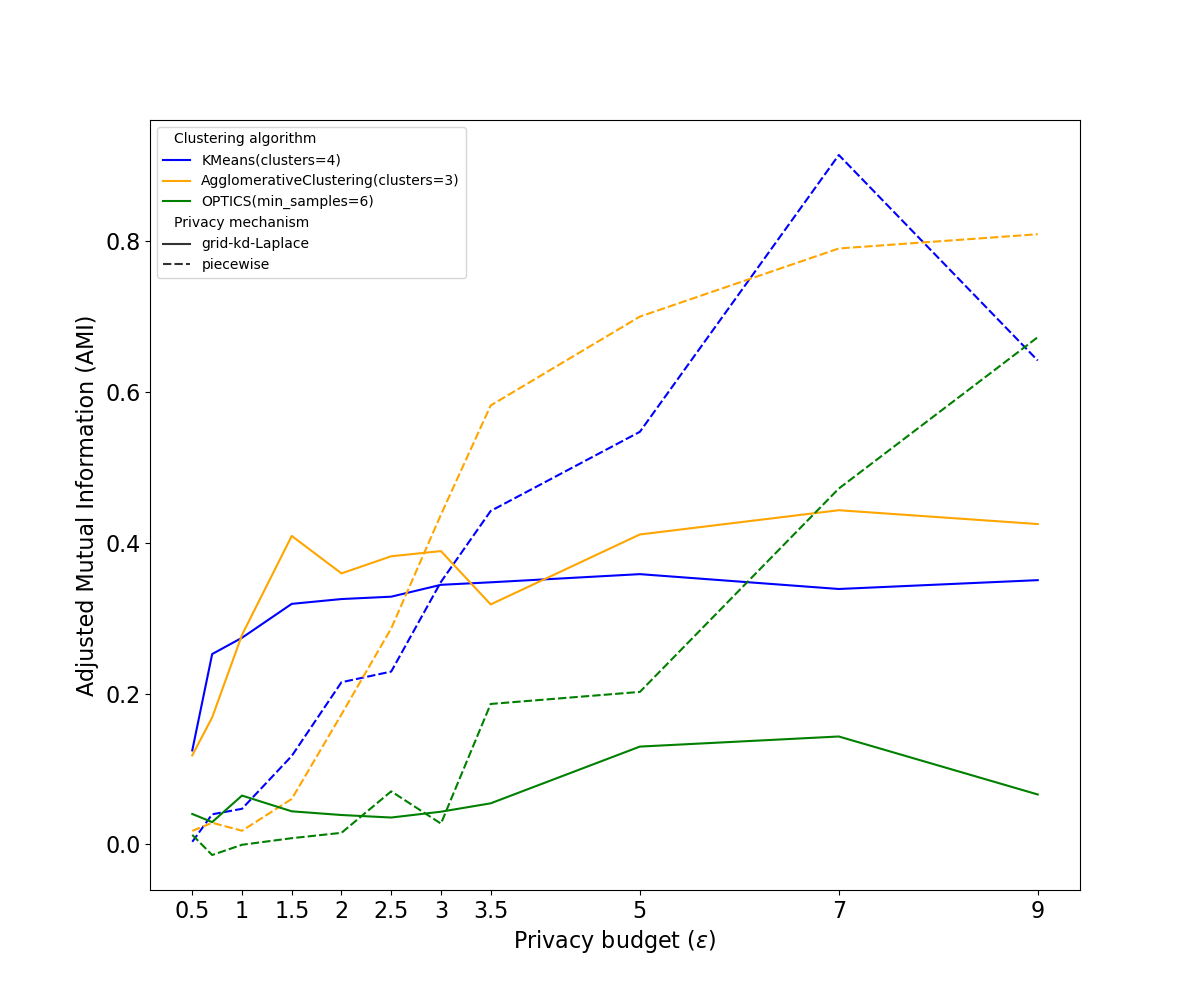 Clustering algorithm
KMeans(clusters=4)
AgglomerativeClustering(clusters=3)
OPTICS(min_samples=6)
Privacy mechanism
grid-kd-Laplace
piecewise
Adjusted Mutual Information (AMI)
0.8
0.6
0.4
0.2
0.0
0.5 1 1.5 2 2.5 3 3.5 5 7 9
Privacy budget (ε)